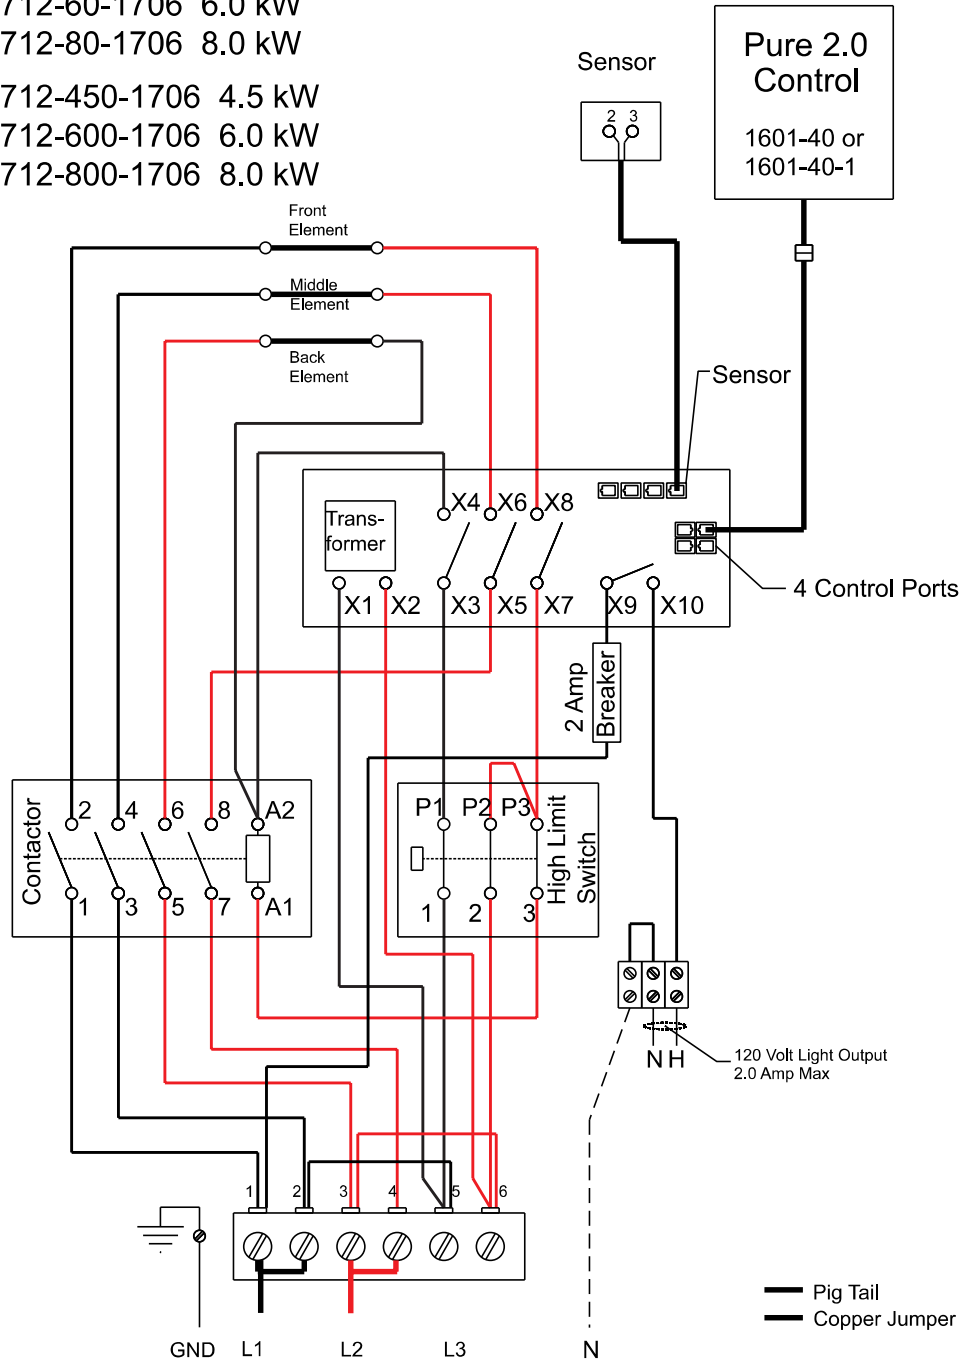 712-60-1706 6.0 kW
712-80-1706 8.0 kW
712-450-1706 4.5 kW
712-600-1706 6.0 kW
712-800-1706 8.0 kW
Sensor
2 3
Pure 2.0
Control
1601-40 or
1601-40-1
Front
Element
Middle
Element
Back
Element
Sensor
Trans-
former
X4 X6 X8
X1 X2 X3 X5 X7 X9 X10
4 Control Ports
2 Amp
Breaker
Contactor
2 4 6 8 A2
1 3 5 7 A1
P1 P2 P3
1 2 3
High Limit
Switch
N H
120 Volt Light Output
2.0 Amp Max
1 2 3 4 5 6
GND L1 L2 L3 N
Pig Tail
Copper Jumper